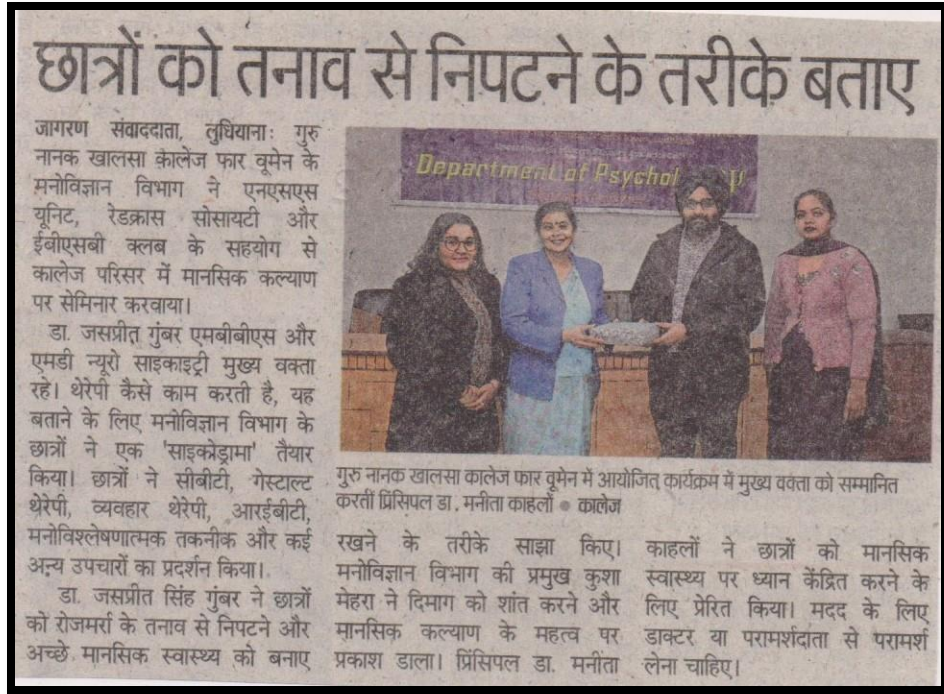 छात्रों को तनाव से निपटने के तरीके बताए
जागरण संवाददाता, लुधियानाः गुरु
नानक खालसा कालेज फार वूमेन के
मनोविज्ञान विभाग ने एनएसएस
यूनिट, रेडक्रास सोसायटी और
ईबीएसबी क्लब के सहयोग से
कालेज परिसर में मानसिक कल्याण
पर सेमिनार करवाया।
डा. जसप्रीत गुंबर एमबीबीएस और
एमडी न्यूरो साइकाइट्री मुख्य वक्ता
रहे। थेरेपी कैसे काम करती है, यह
बताने के लिए मनोविज्ञान विभाग के
छात्रों ने एक 'साइकोड्रामा' तैयार
किया। छात्रों ने सीबीटी, गेस्टाल्ट
थेरेपी, व्यवहार थेरेपी, आरईबीटी,
मनोविश्लेषणात्मक तकनीक और कई
अन्य उपचारों का प्रदर्शन किया।
डा. जसप्रीत सिंह गुंबर ने छात्रों
को रोजमर्रा के तनाव से निपटने और
अच्छे मानसिक स्वास्थ्य को बनाए
Department of Psychol
गुरु नानक खालसा कालेज फार वूमेन में आयोजित कार्यक्रम में मुख्य वक्ता को सम्मानित
करतीं प्रिंसिपल डा. मनीता काहलों ● कालेज
रखने के तरीके साझा किए।
मनोविज्ञान विभाग की प्रमुख कुशा
मेहरा ने दिमाग को शांत करने और
मानसिक कल्याण के महत्व पर
प्रकाश डाला। प्रिंसिपल डा. मनीता
काहलों ने छात्रों को मानसिक
स्वास्थ्य पर ध्यान केंद्रित करने के
लिए प्रेरित किया। मदद के लिए
डाक्टर या परामर्शदाता से परामर्श
लेना चाहिए।